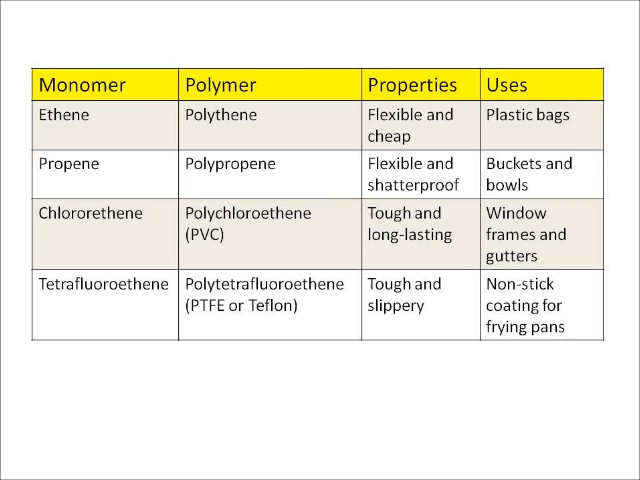 Monomer Polymer Properties Uses
Ethene Polythene Flexible and cheap Plastic bags
Propene Polypropene Flexible and shatterproof Buckets and bowls
Chlororethene Polychloroethene (PVC) Tough and long-lasting Window frames and gutters
Tetrafluoroethene Polytetrafluoroethene (PTFE or Teflon) Tough and slippery Non-stick coating for frying pans